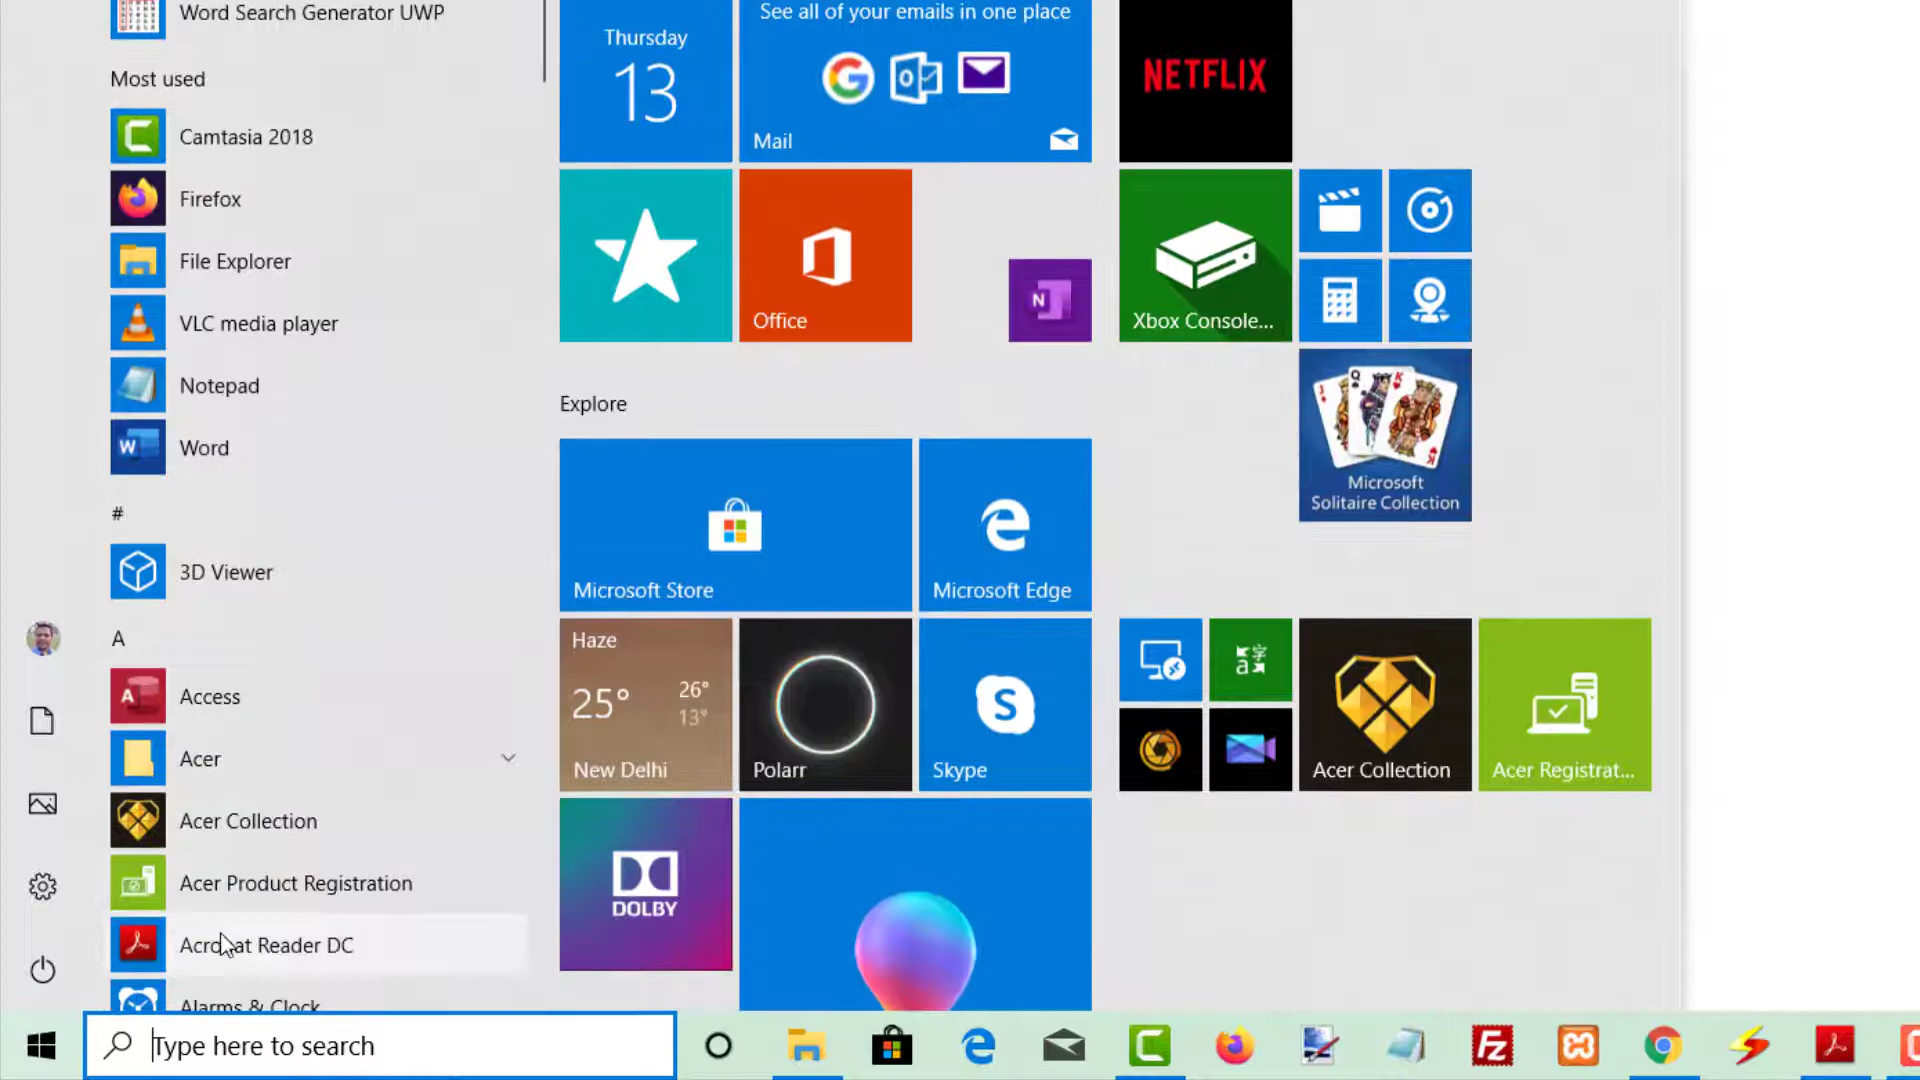 Word Search Generator UWP
Most used
Camtasia 2018
Firefox
File Explorer
VLC media player
Notepad
W
Word
#
3D Viewer
A
A
Access
Acer
Acer Collection
Acer Product Registration
Acrobat Reader DC
Alarms & Clock
Type here to search
Thursday
13
See all of your emails in one place
G
Mail
NETFLIX
Office
N
Xbox Console...
Microsoft
Solitaire Collection
Explore
Microsoft Store
Microsoft Edge
Haze
25° 26°
13°
New Delhi
Polarr
S
Skype
a字
Acer Collection
Acer Registrat...
DOLBY
FZ